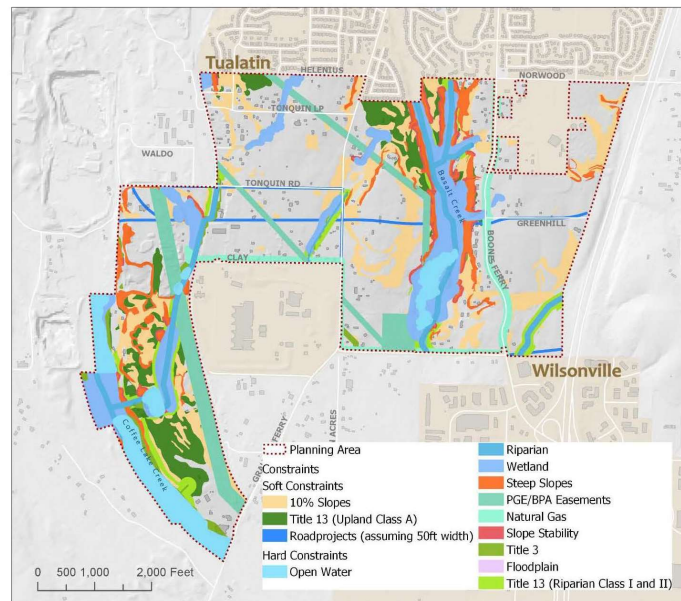 Tualatin
HELENIUS
NORWOOD
TONQUIN LP
WALDO
TONQUIN RD
Basalt Creek
BOONES FERRY
GREENHILL
CLAY
Wilsonville
Coffee Lake Creek
ACRES
Planning Area
Constraints
Soft Constraints
10% Slopes
Title 13 (Upland Class A)
Roadprojects (assuming 50ft width)
Hard Constraints
Open Water
Riparian
Wetland
Steep Slopes
PGE/BPA Easements
Natural Gas
Slope Stability
Title 3
Floodplain
Title 13 (Riparian Class I and II)
0 500 1,000 2,000 Feet